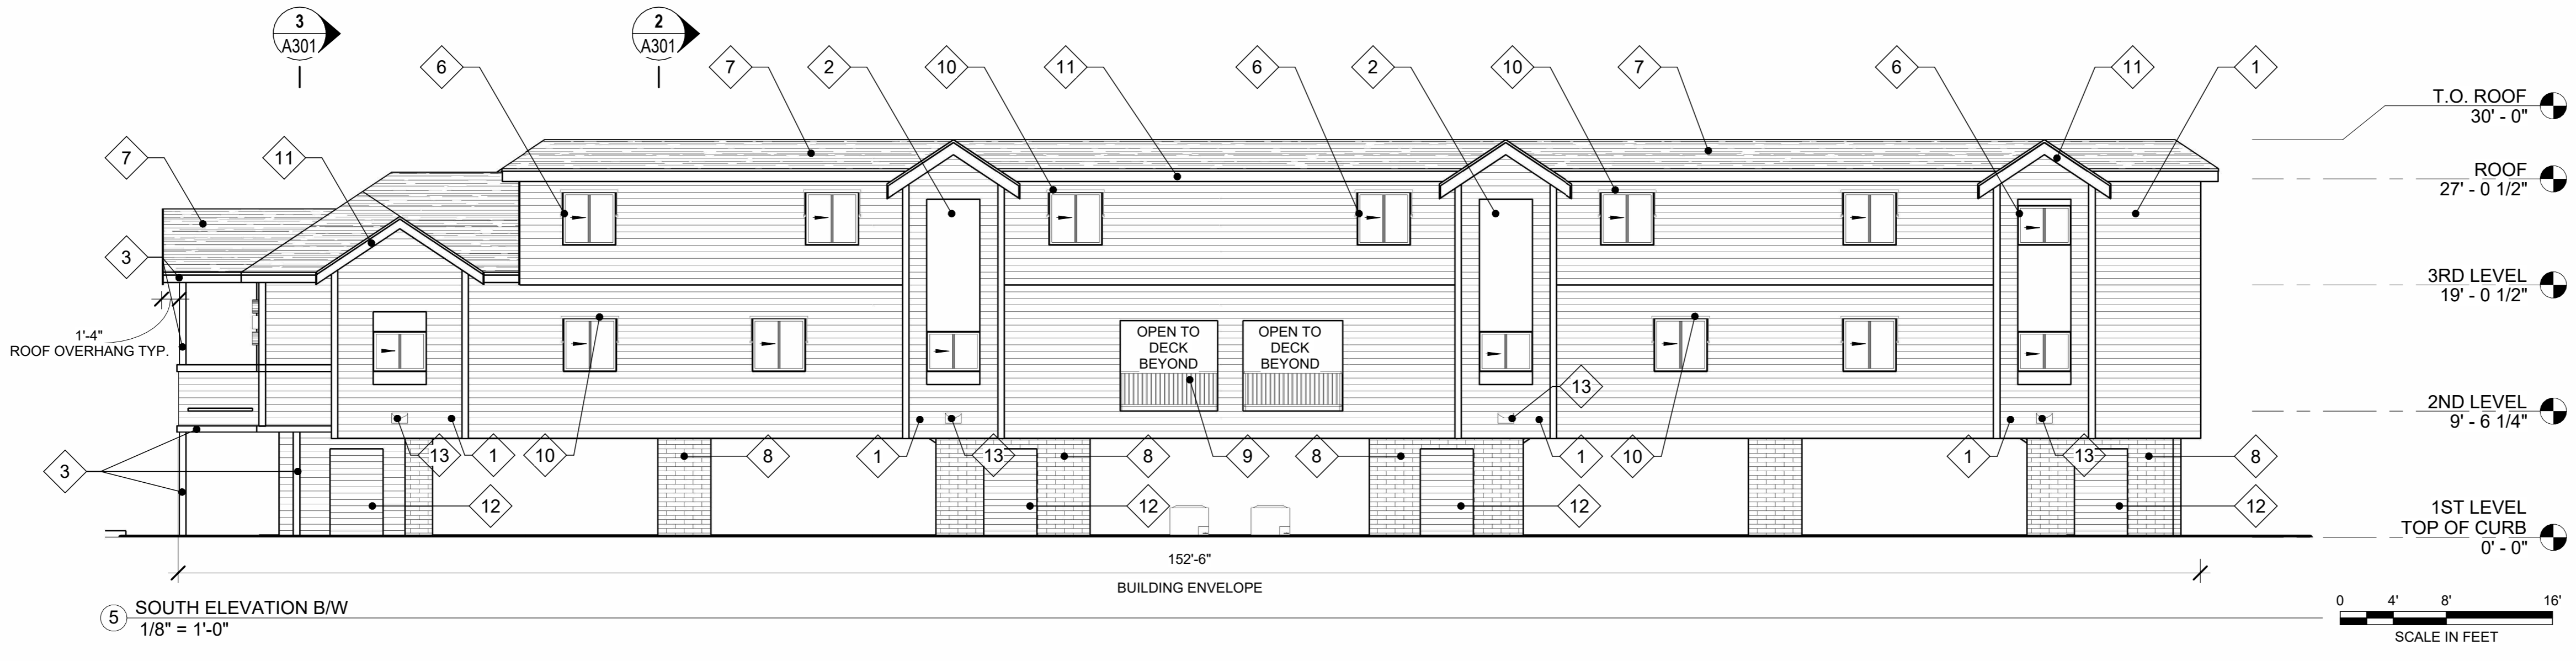 3
A301
2
A301
6
7
2
10
11
6
2
10
7
6
11
1
T.O. ROOF
30' - 0"
7
11
ROOF
27' - 0 1/2"
3
3RD LEVEL
19' - 0 1/2"
1'-4"
ROOF OVERHANG TYP.
OPEN TO
DECK
BEYOND
OPEN TO
DECK
BEYOND
13
2ND LEVEL
9' - 6 1/4"
3
13
1
10
8
1
13
8
9
8
1
10
1
13
8
12
12
12
12
1ST LEVEL
TOP OF CURB
0' - 0"
152'-6"
BUILDING ENVELOPE
5
SOUTH ELEVATION B/W
1/8" = 1'-0"
0 4' 8' 16'
SCALE IN FEET